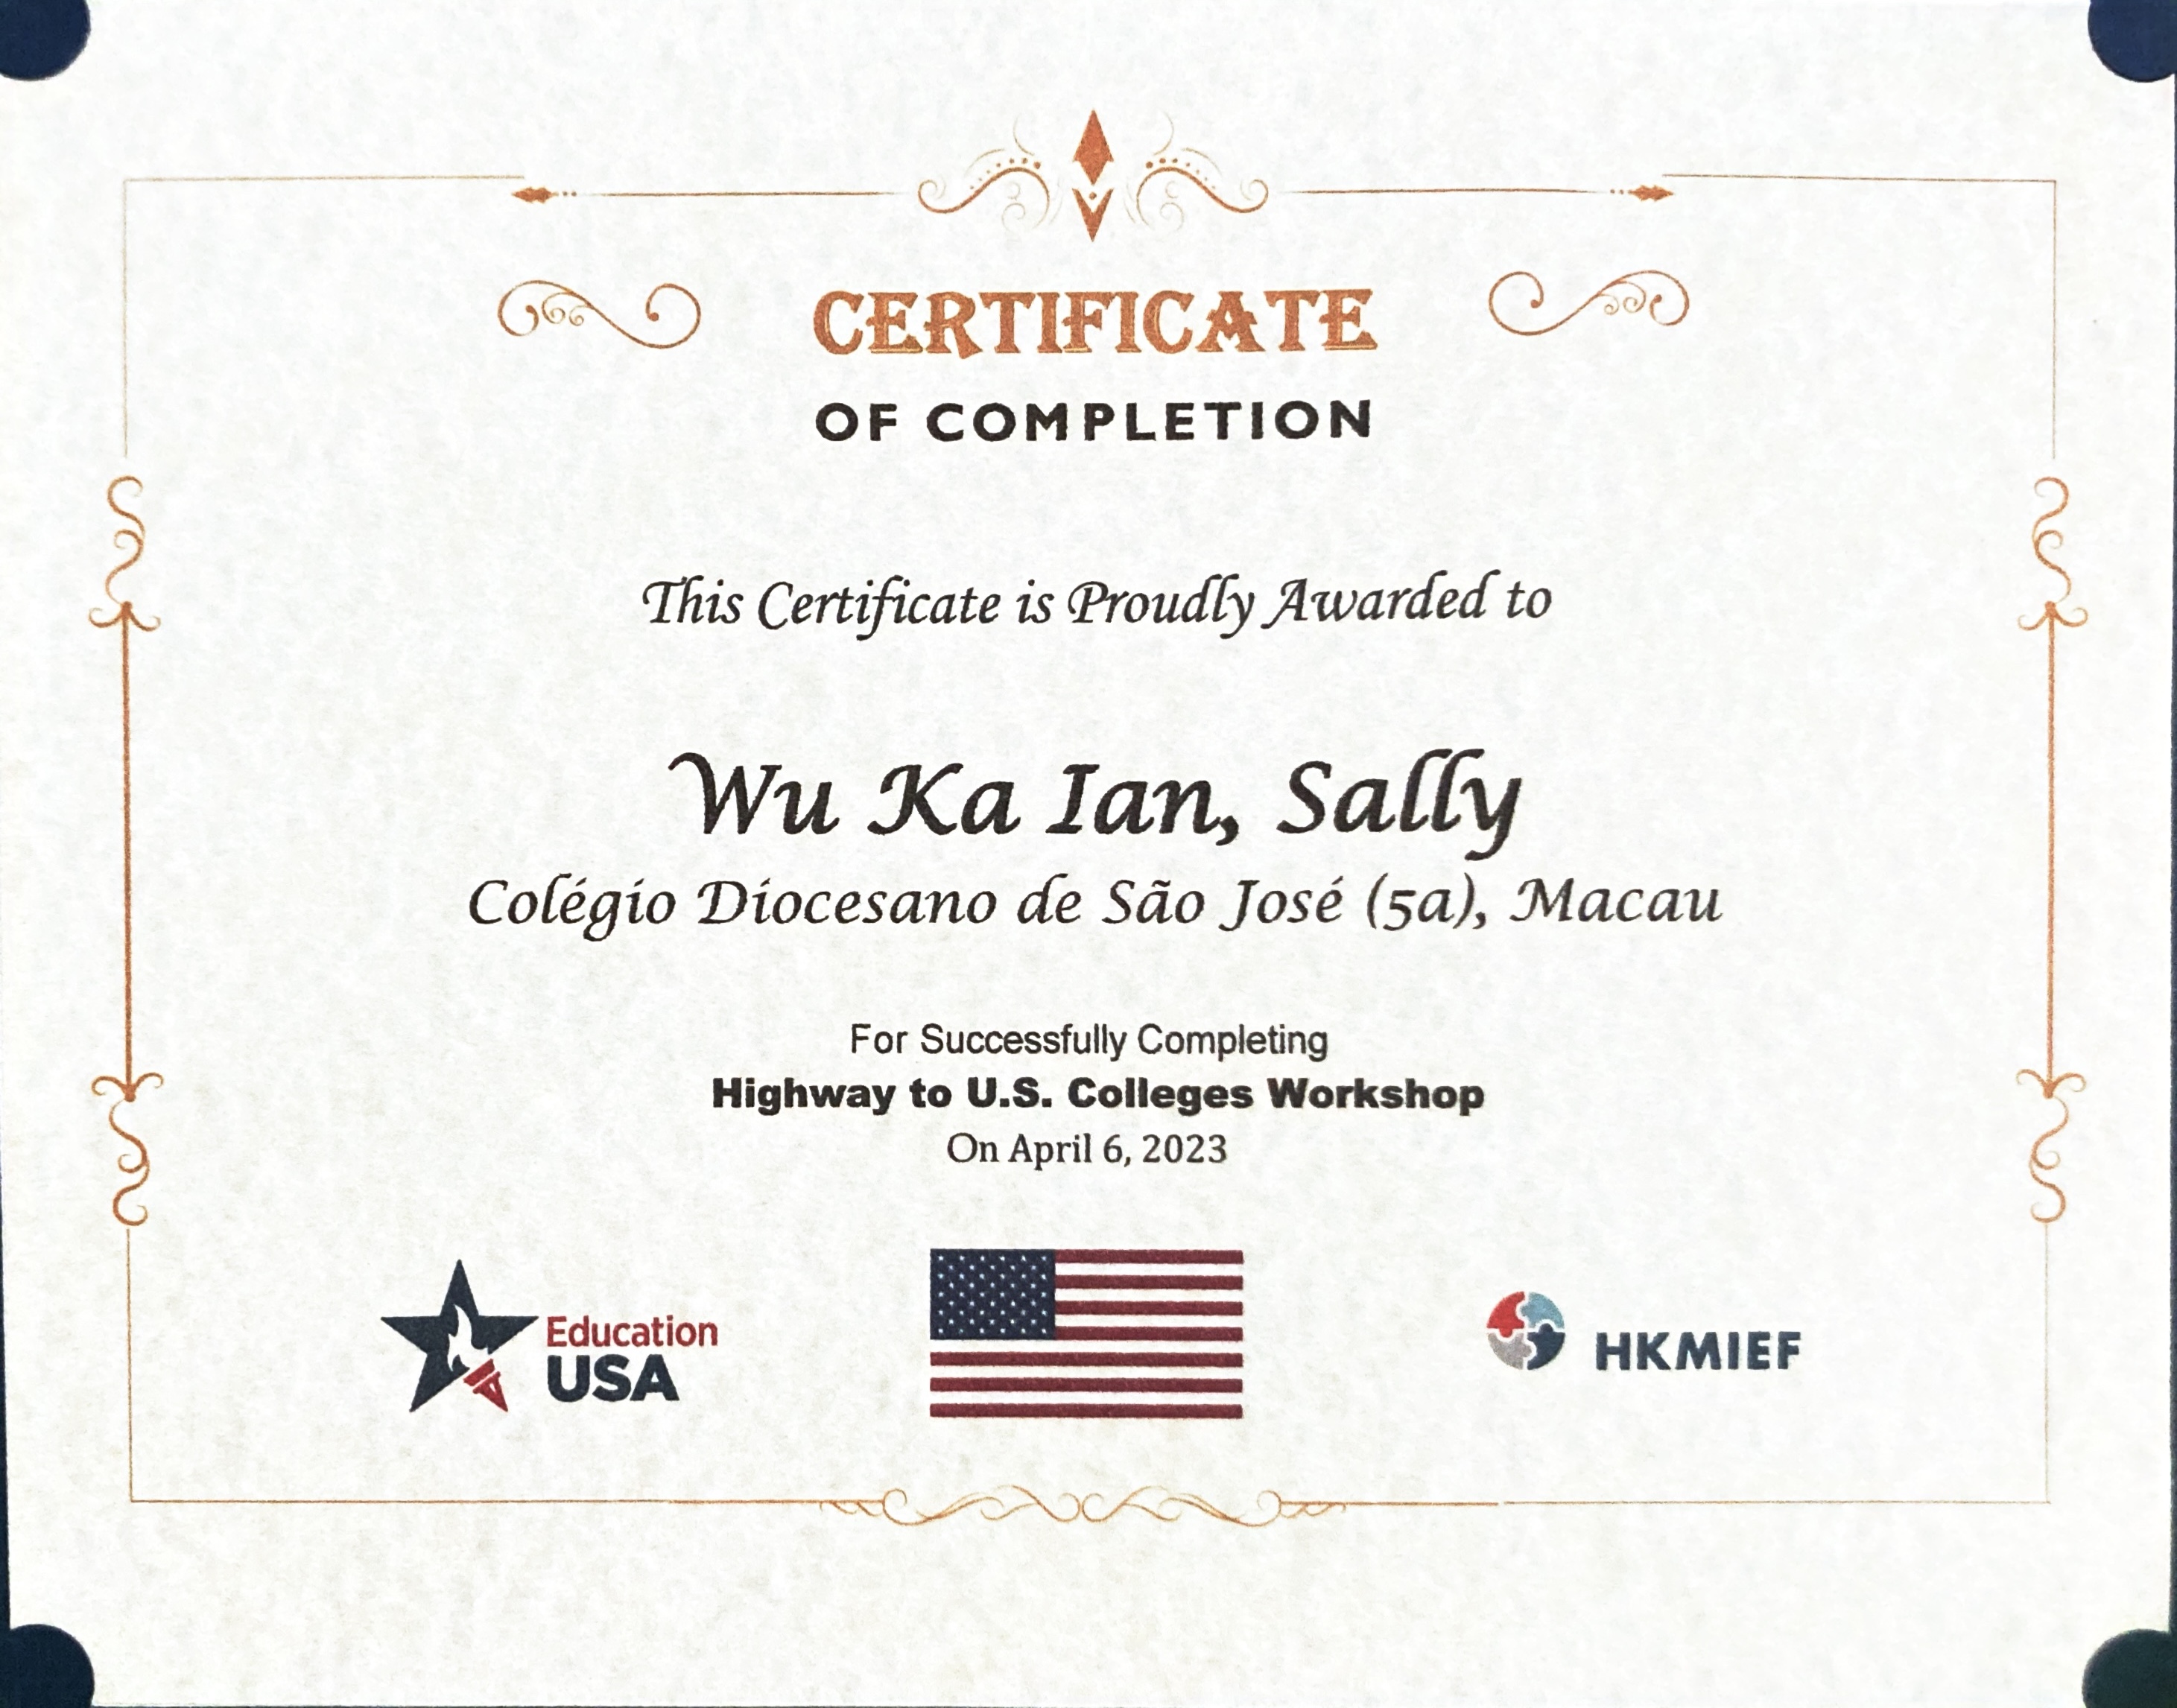 CERTIFICATE
OF COMPLETION
This Certificate is Proudly Awarded to
Wu Ka Ian, Sally
Colégio Diocesano de São José (5a), Macau
For Successfully Completing
Highway to U.S. Colleges Workshop
On April 6, 2023
Education
USA
HKMIEF